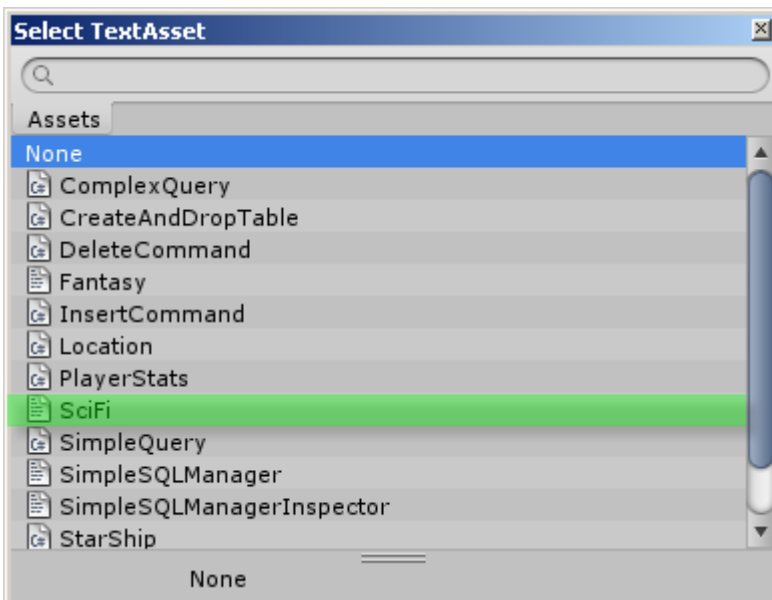 Select TextAsset
Assets
None
ComplexQuery
CreateAndDropTable
DeleteCommand
Fantasy
InsertCommand
Location
PlayerStats
SciFi
SimpleQuery
SimpleSQLManager
SimpleSQLManagerInspector
StarShip
None